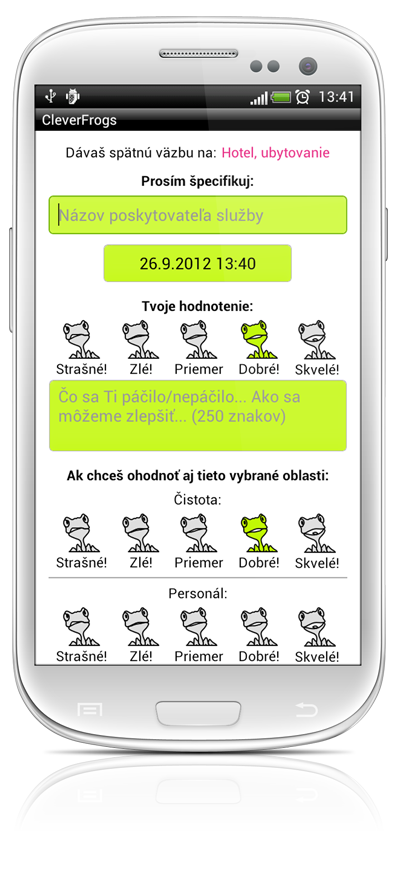 13:41
CleverFrogs
Dávaš spätnú väzbu na: Hotel, ubytovanie
Prosím špecifikuj:
Názov poskytovateľa služby
26.9.2012 13:40
Tvoje hodnotenie:
Strašné! Zlé! Priemer Dobré! Skvelé!
Čo sa Ti páčilo/nepáčilo... Ako sa
môžeme zlepšiť... (250 znakov)
Ak chceš ohodnoť aj tieto vybrané oblasti:
Čistota:
Strašné! Zlé! Priemer Dobré! Skvelé!
Personál:
Strašné! Zlé! Priemer Dobré! Skvelé!